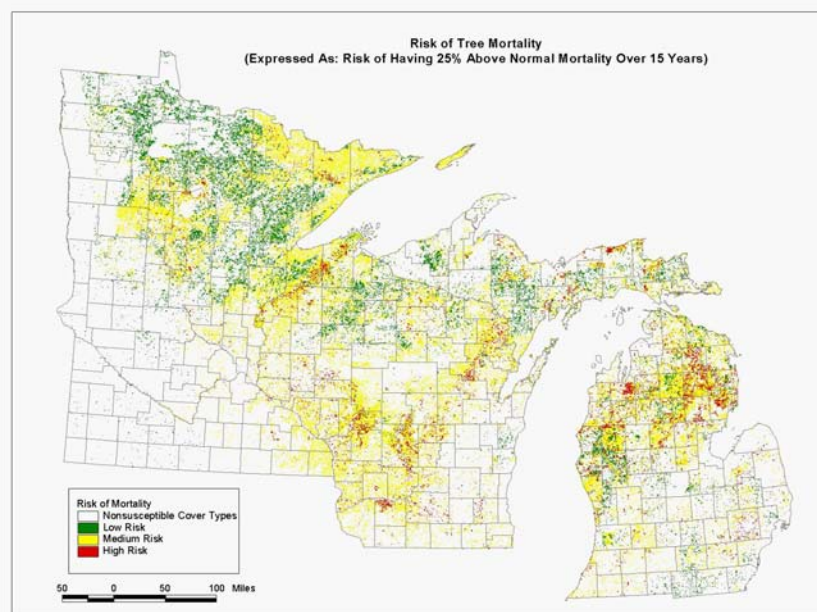 Risk of Tree Mortality
(Expressed As: Risk of Having 25% Above Normal Mortality Over 15 Years)
Risk of Mortality
Nonsusceptible Cover Types
Low Risk
Medium Risk
High Risk
50 0 50 100 Miles